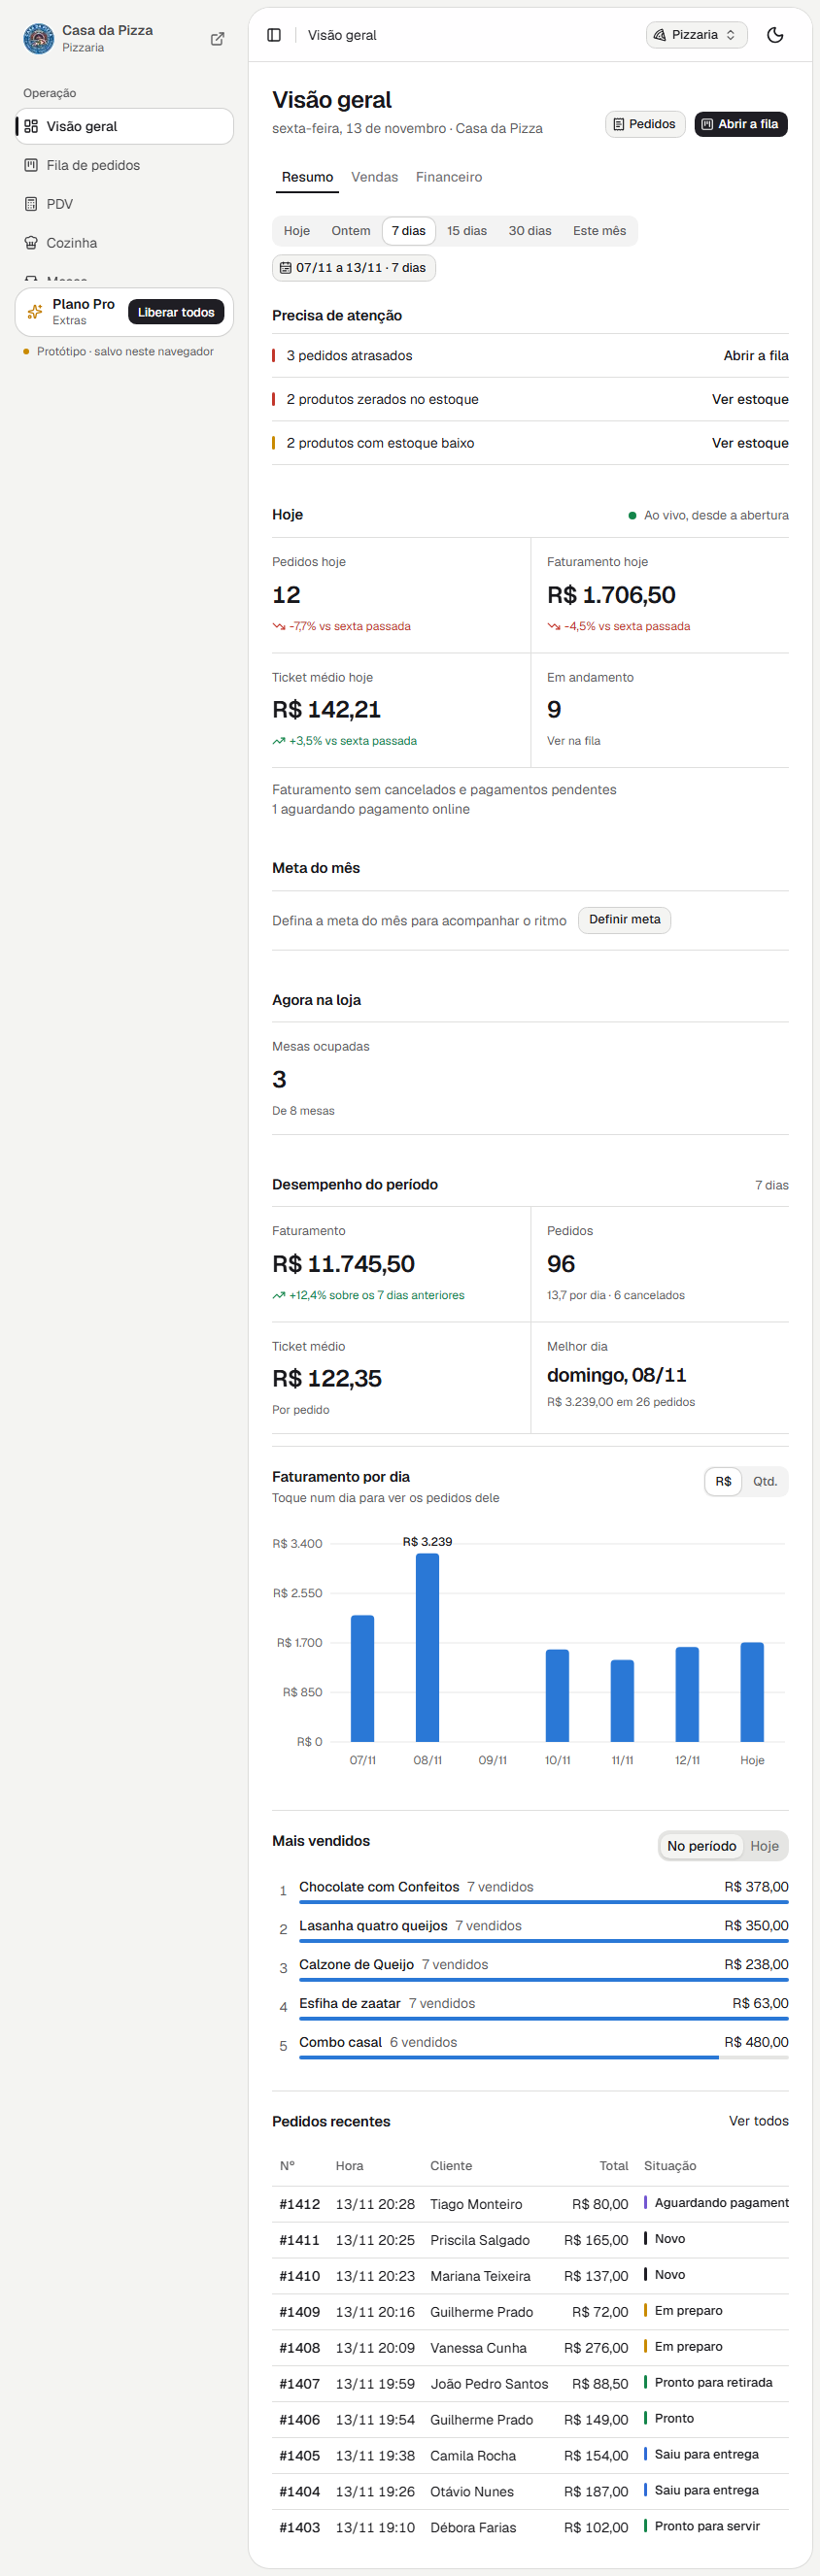 Casa da Pizza
Pizzaria
Operação
Visão geral
Fila de pedidos
PDV
Cozinha
Mesas
Plano Pro
Extras
Liberar todos
Protótipo · salvo neste navegador
Visão geral
Pizzaria
Visão geral
sexta-feira, 13 de novembro · Casa da Pizza
Pedidos
Abrir a fila
Resumo Vendas Financeiro
Hoje Ontem 7 dias 15 dias 30 dias Este mês
07/11 a 13/11 · 7 dias
Precisa de atenção
3 pedidos atrasados Abrir a fila
2 produtos zerados no estoque Ver estoque
2 produtos com estoque baixo Ver estoque
Hoje Ao vivo, desde a abertura
Pedidos hoje
12
-7,7% vs sexta passada
Faturamento hoje
R$ 1.706,50
-4,5% vs sexta passada
Ticket médio hoje
R$ 142,21
+3,5% vs sexta passada
Em andamento
9
Ver na fila
Faturamento sem cancelados e pagamentos pendentes
1 aguardando pagamento online
Meta do mês
Defina a meta do mês para acompanhar o ritmo Definir meta
Agora na loja
Mesas ocupadas
3
De 8 mesas
Desempenho do período 7 dias
Faturamento
R$ 11.745,50
+12,4% sobre os 7 dias anteriores
Pedidos
96
13,7 por dia · 6 cancelados
Ticket médio
R$ 122,35
Por pedido
Melhor dia
domingo, 08/11
R$ 3.239,00 em 26 pedidos
Faturamento por dia
Toque num dia para ver os pedidos dele
R$ Qtd.
R$ 3.239
R$ 3.400
R$ 2.550
R$ 1.700
R$ 850
R$ 0
07/11 08/11 09/11 10/11 11/11 12/11 Hoje
Mais vendidos No período Hoje
1 Chocolate com Confeitos 7 vendidos R$ 378,00
2 Lasanha quatro queijos 7 vendidos R$ 350,00
3 Calzone de Queijo 7 vendidos R$ 238,00
4 Esfiha de zaatar 7 vendidos R$ 63,00
5 Combo casal 6 vendidos R$ 480,00
Pedidos recentes Ver todos
Nº Hora Cliente Total Situação
#1412 13/11 20:28 Tiago Monteiro R$ 80,00 Aguardando pagament
#1411 13/11 20:25 Priscila Salgado R$ 165,00 Novo
#1410 13/11 20:23 Mariana Teixeira R$ 137,00 Novo
#1409 13/11 20:16 Guilherme Prado R$ 72,00 Em preparo
#1408 13/11 20:09 Vanessa Cunha R$ 276,00 Em preparo
#1407 13/11 19:59 João Pedro Santos R$ 88,50 Pronto para retirada
#1406 13/11 19:54 Guilherme Prado R$ 149,00 Pronto
#1405 13/11 19:38 Camila Rocha R$ 154,00 Saiu para entrega
#1404 13/11 19:26 Otávio Nunes R$ 187,00 Saiu para entrega
#1403 13/11 19:10 Débora Farias R$ 102,00 Pronto para servir